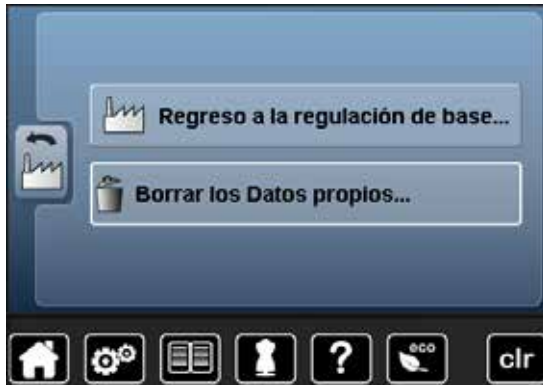 Regreso a la regulación de base...
Borrar los Datos propios...
?
eco
clr